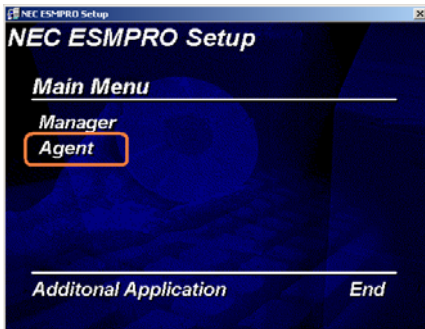 NEC ESMPRO Setup
NEC ESMPRO Setup
Main Menu
Manager
Agent
Additonal Application End